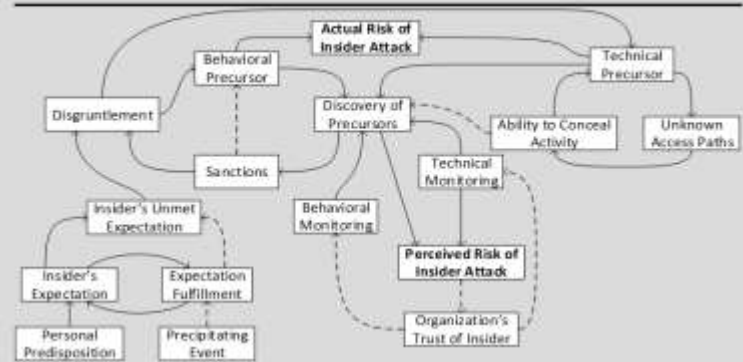 Actual Risk of
Insider Attack
Behavioral
Precursor
Technical
Precursor
Disgruntlement
Discovery of
Precursors
Ability to Conceal
Activity
Unknown
Access Paths
Sanctions
Technical
Monitoring
Insider's Unmet
Expectation
Behavioral
Monitoring
Perceived Risk of
Insider Attack
Insider's
Expectation
Expectation
Fulfillment
Organization's
Trust of Insider
Personal
Predisposition
Precipitating
Event